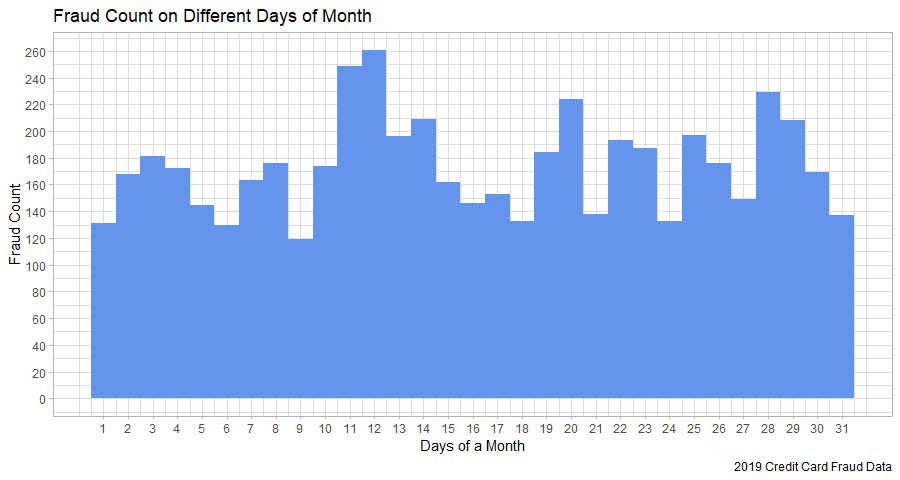 Fraud Count on Different Days of Month
260
240
220
200
180
160
140
120
100
80
60
40
20
0
Fraud Count
1 2 3 4 5 6 7 8 9 10 11 12 13 14 15 16 17 18 19 20 21 22 23 24 25 26 27 28 29 30 31
Days of a Month
2019 Credit Card Fraud Data